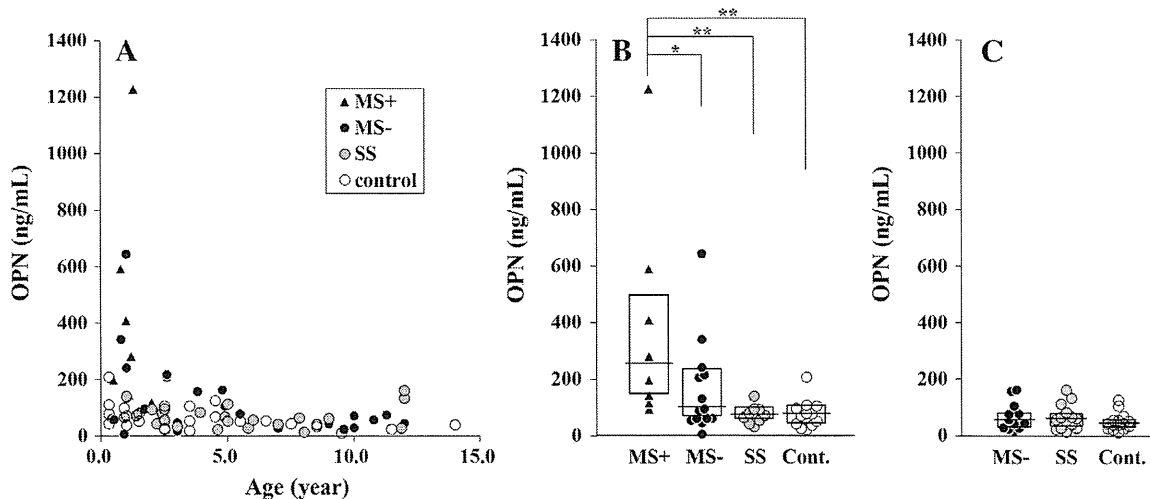 A
1400
1200
1000
800
600
400
200
0
OPN (ng/mL)
0.0 5.0 10.0 15.0
Age (year)
MS+
MS-
SS
control
B
**
**
*
1400
1200
1000
800
600
400
200
0
OPN (ng/mL)
MS+ MS- SS Cont.
C
1400
1200
1000
800
600
400
200
0
OPN (ng/mL)
MS- SS Cont.